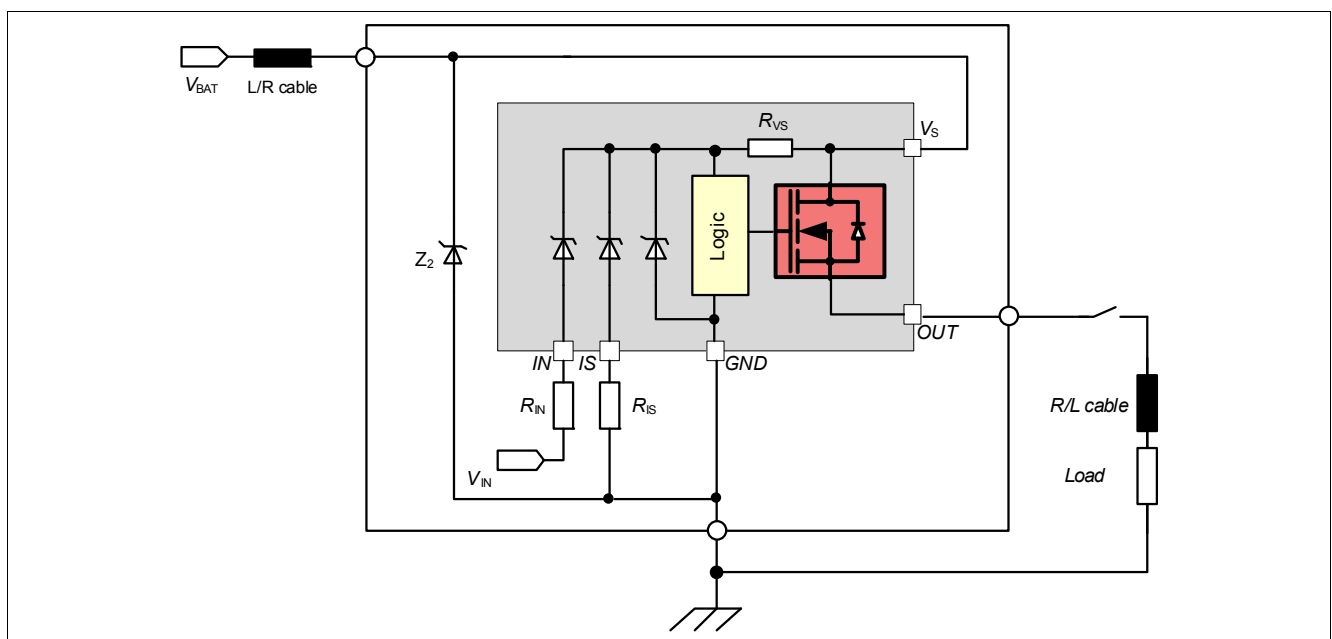 V_BAT
L/R cable
R_VS
V_S
Logic
Z_2
OUT
IN
IS
GND
R_IN
R_IS
R/L cable
V_IN
Load